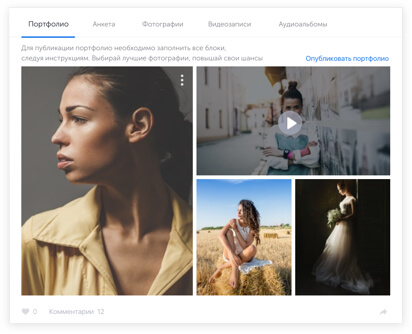 Портфолио Анкета Фотографии Видеозаписи Аудиоальбомы
Для публикации портфолио необходимо заполнить все блоки,
следуя инструкциям. Выбирай лучшие фотографии, повышай свои шансы
Опубликовать портфолио
0 Комментарии 12